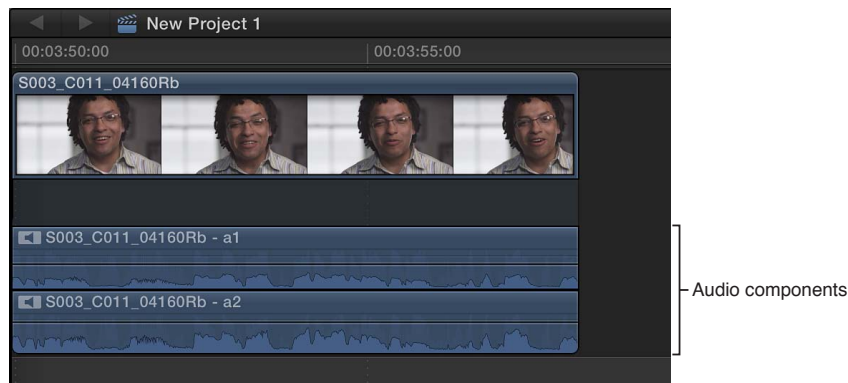 New Project 1
00:03:50:00
00:03:55:00
S003_C011_04160Rb
S003_C011_04160Rb - a1
S003_C011_04160Rb - a2
Audio components